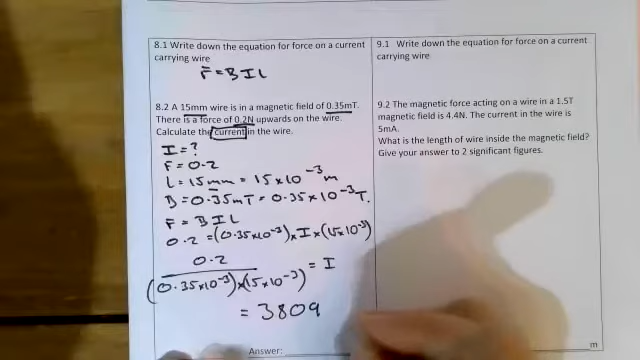 8.1 Write down the equation for force on a current
carrying wire
F = B I L
8.2 A 15mm wire is in a magnetic field of 0.35mT.
There is a force of 0.2N upwards on the wire.
Calculate the current in the wire.
I = ?
F = 0.2
L = 15mm = 15 × 10⁻³ m
B = 0.35mT = 0.35 × 10⁻³ T.
F = B I L
0.2 = (0.35×10⁻³) × I × (15×10⁻³)
0.2
(0.35×10⁻³) × (15×10⁻³) = I
= 3809
Answer:
9.1 Write down the equation for force on a current
carrying wire
9.2 The magnetic force acting on a wire in a 1.5T
magnetic field is 4.4N. The current in the wire is
5mA.
What is the length of wire inside the magnetic field?
Give your answer to 2 significant figures.
m